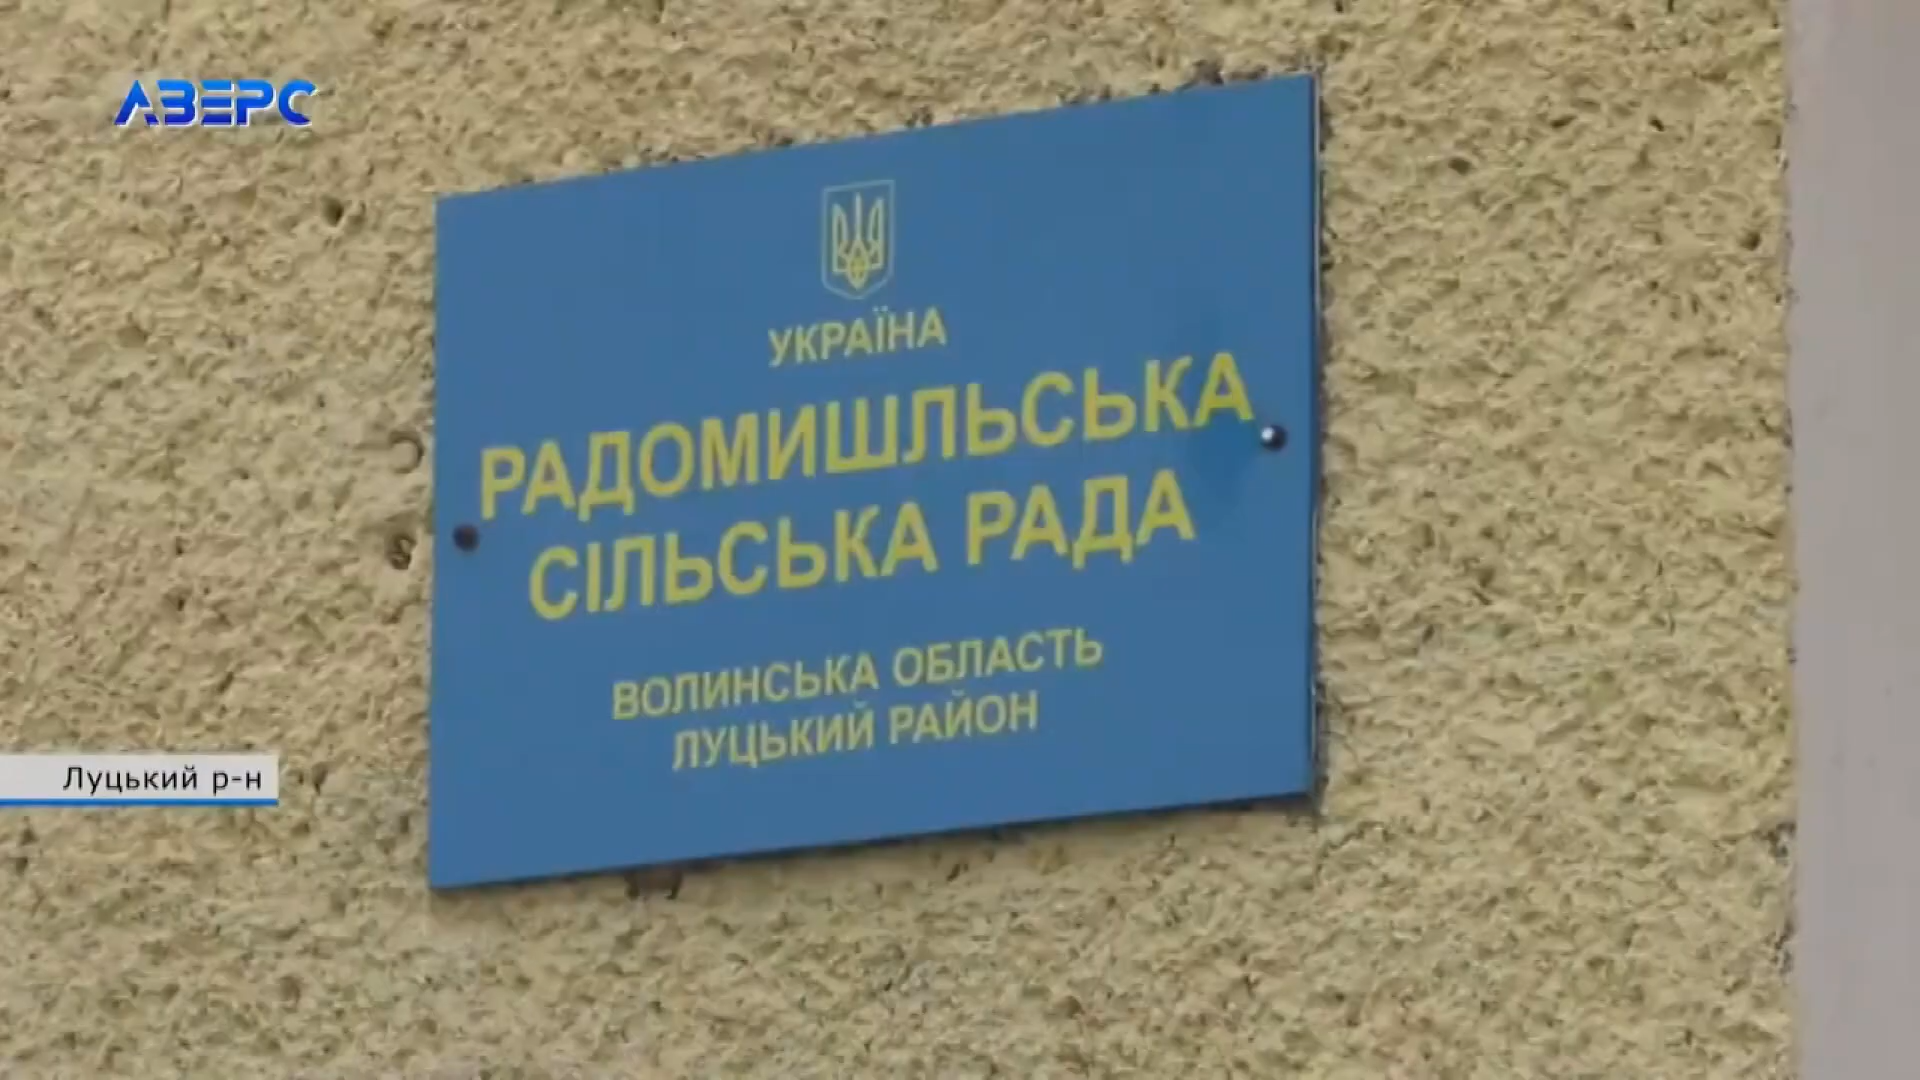 АВЕРС
УКРАЇНА
РАДОМИШЛЬСЬКА
СІЛЬСЬКА РАДА
ВОЛИНСЬКА ОБЛАСТЬ
ЛУЦЬКИЙ РАЙОН
Луцький р-н